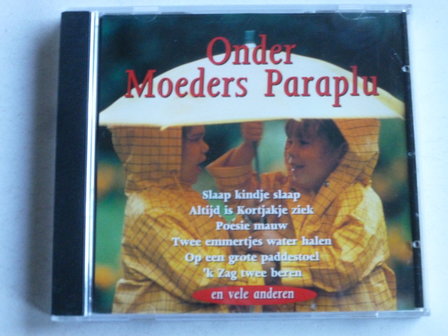 Onder
Moeders Paraplu
Slaap kindje slaap
Altijd is Kortjakje ziek
Poesie mauw
Twee emmertjes water halen
Op een grote paddestoel
'k Zag twee beren
en vele anderen